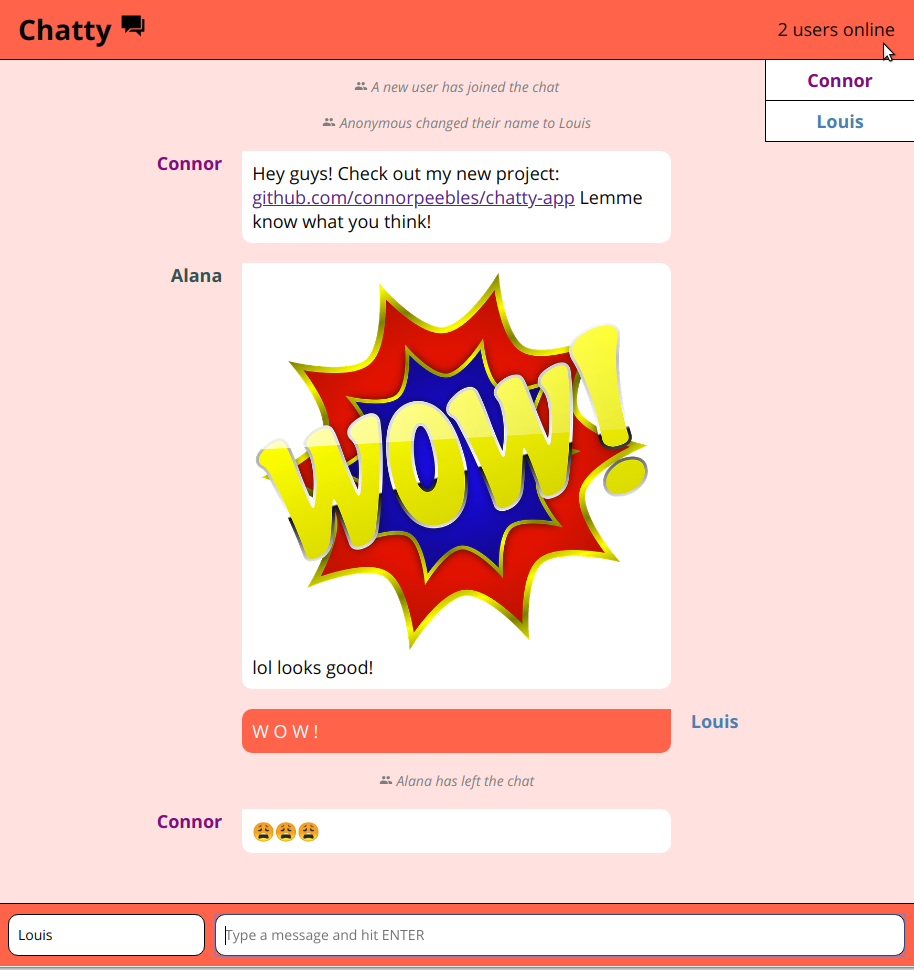 Chatty
2 users online
Connor
Louis
A new user has joined the chat
Anonymous changed their name to Louis
Connor
Hey guys! Check out my new project:
github.com/connorpeebles/chatty-app Lemme
know what you think!
Alana
WOW!
lol looks good!
W O W !
Louis
Alana has left the chat
Connor
😩😩😩
Louis
Type a message and hit ENTER